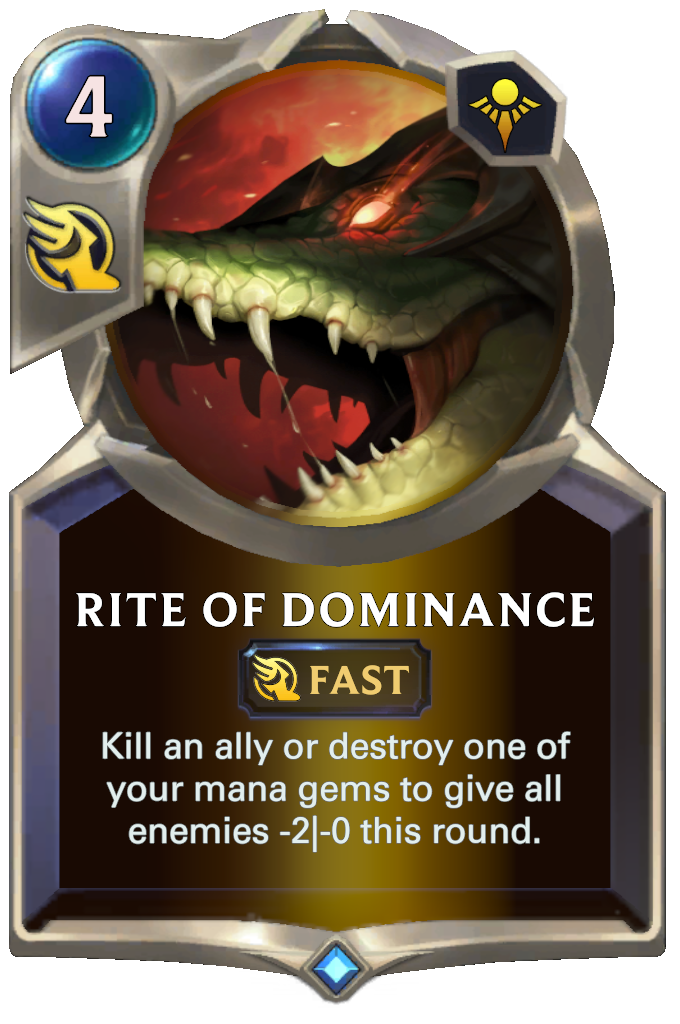 4
RITE OF DOMINANCE
FAST
Kill an ally or destroy one of
your mana gems to give all
enemies -2|-0 this round.